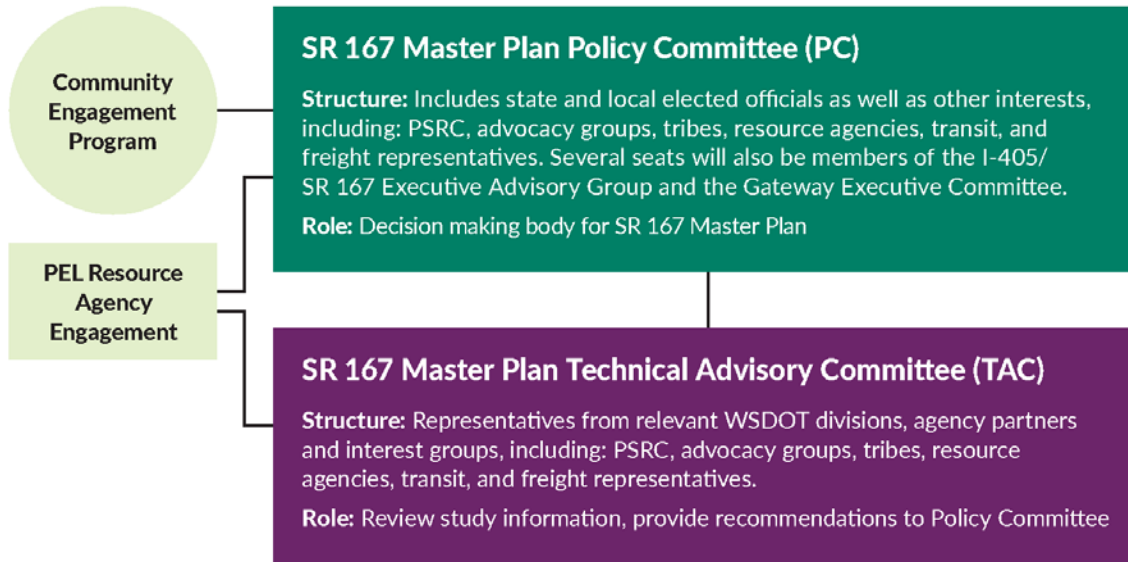 Community
Engagement
Program
SR 167 Master Plan Policy Committee (PC)
Structure: Includes state and local elected officials as well as other interests,
including: PSRC, advocacy groups, tribes, resource agencies, transit, and
freight representatives. Several seats will also be members of the I-405/
SR 167 Executive Advisory Group and the Gateway Executive Committee.
Role: Decision making body for SR 167 Master Plan
PEL Resource
Agency
Engagement
SR 167 Master Plan Technical Advisory Committee (TAC)
Structure: Representatives from relevant WSDOT divisions, agency partners
and interest groups, including: PSRC, advocacy groups, tribes, resource
agencies, transit, and freight representatives.
Role: Review study information, provide recommendations to Policy Committee